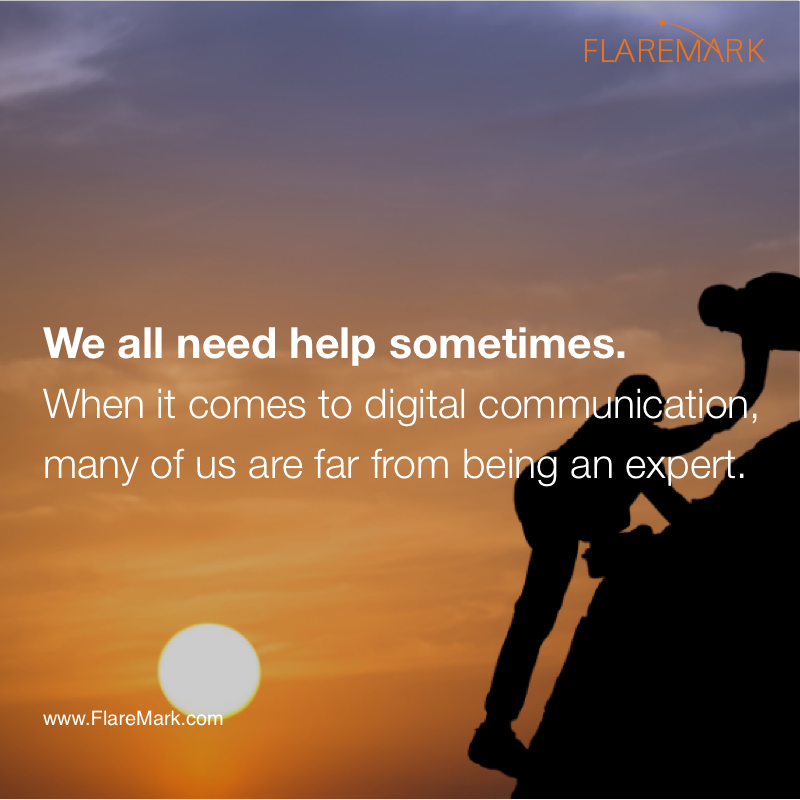 FLAREMARK
We all need help sometimes.
When it comes to digital communication,
many of us are far from being an expert.
www.FlareMark.com